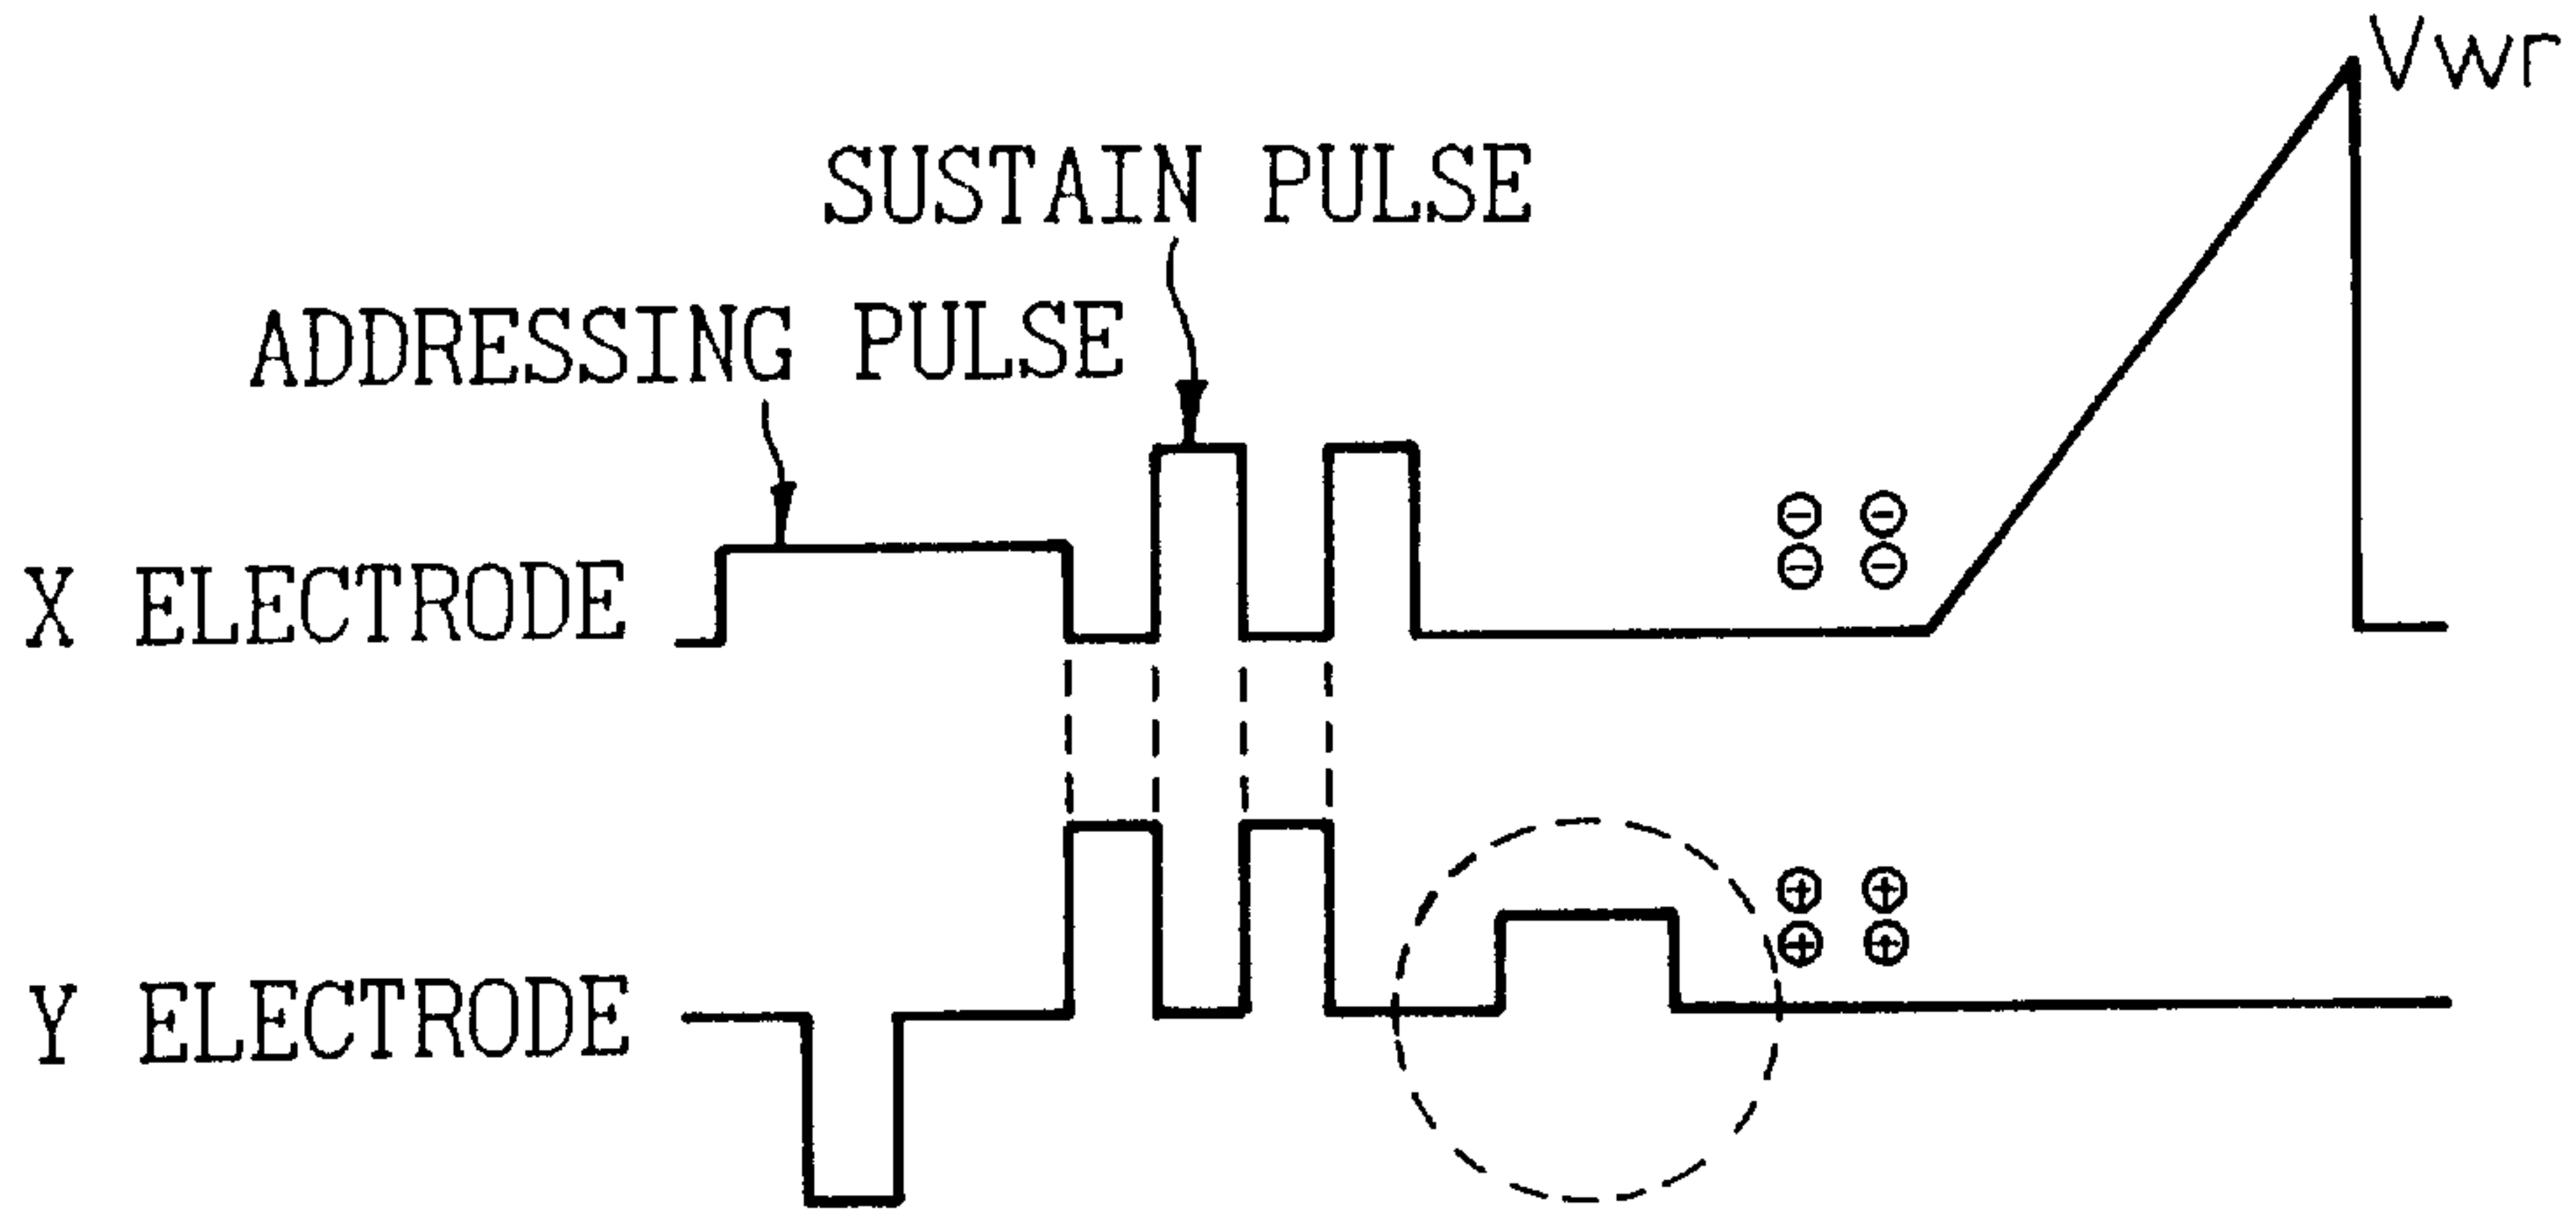 Vwr
SUSTAIN PULSE
ADDRESSING PULSE
X ELECTRODE
⊖ ⊖
⊖ ⊖
⊕ ⊕
⊕ ⊕
Y ELECTRODE